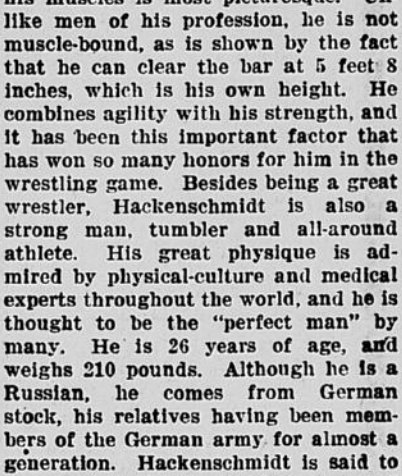 his muscles is most picturesque. Un-
like men of his profession, he is not
muscle-bound, as is shown by the fact
that he can clear the bar at 5 feet 8
inches, which is his own height. He
combines agility with his strength, and
it has been this important factor that
has won so many honors for him in the
wrestling game. Besides being a great
wrestler, Hackenschmidt is also a
strong man, tumbler and all-around
athlete. His great physique is ad-
mired by physical-culture and medical
experts throughout the world, and he is
thought to be the "perfect man" by
many. He is 26 years of age, and
weighs 210 pounds. Although he is a
Russian, he comes from German
stock, his relatives having been mem-
bers of the German army for almost a
generation. Hackenschmidt is said to